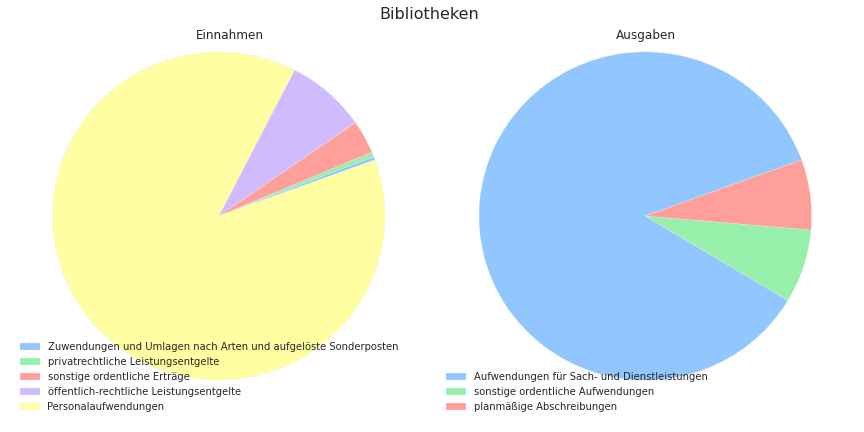 Bibliotheken
Einnahmen
Zuwendungen und Umlagen nach Arten und aufgelöste Sonderposten
privatrechtliche Leistungsentgelte
sonstige ordentliche Erträge
öffentlich-rechtliche Leistungsentgelte
Personalaufwendungen
Ausgaben
Aufwendungen für Sach- und Dienstleistungen
sonstige ordentliche Aufwendungen
planmäßige Abschreibungen